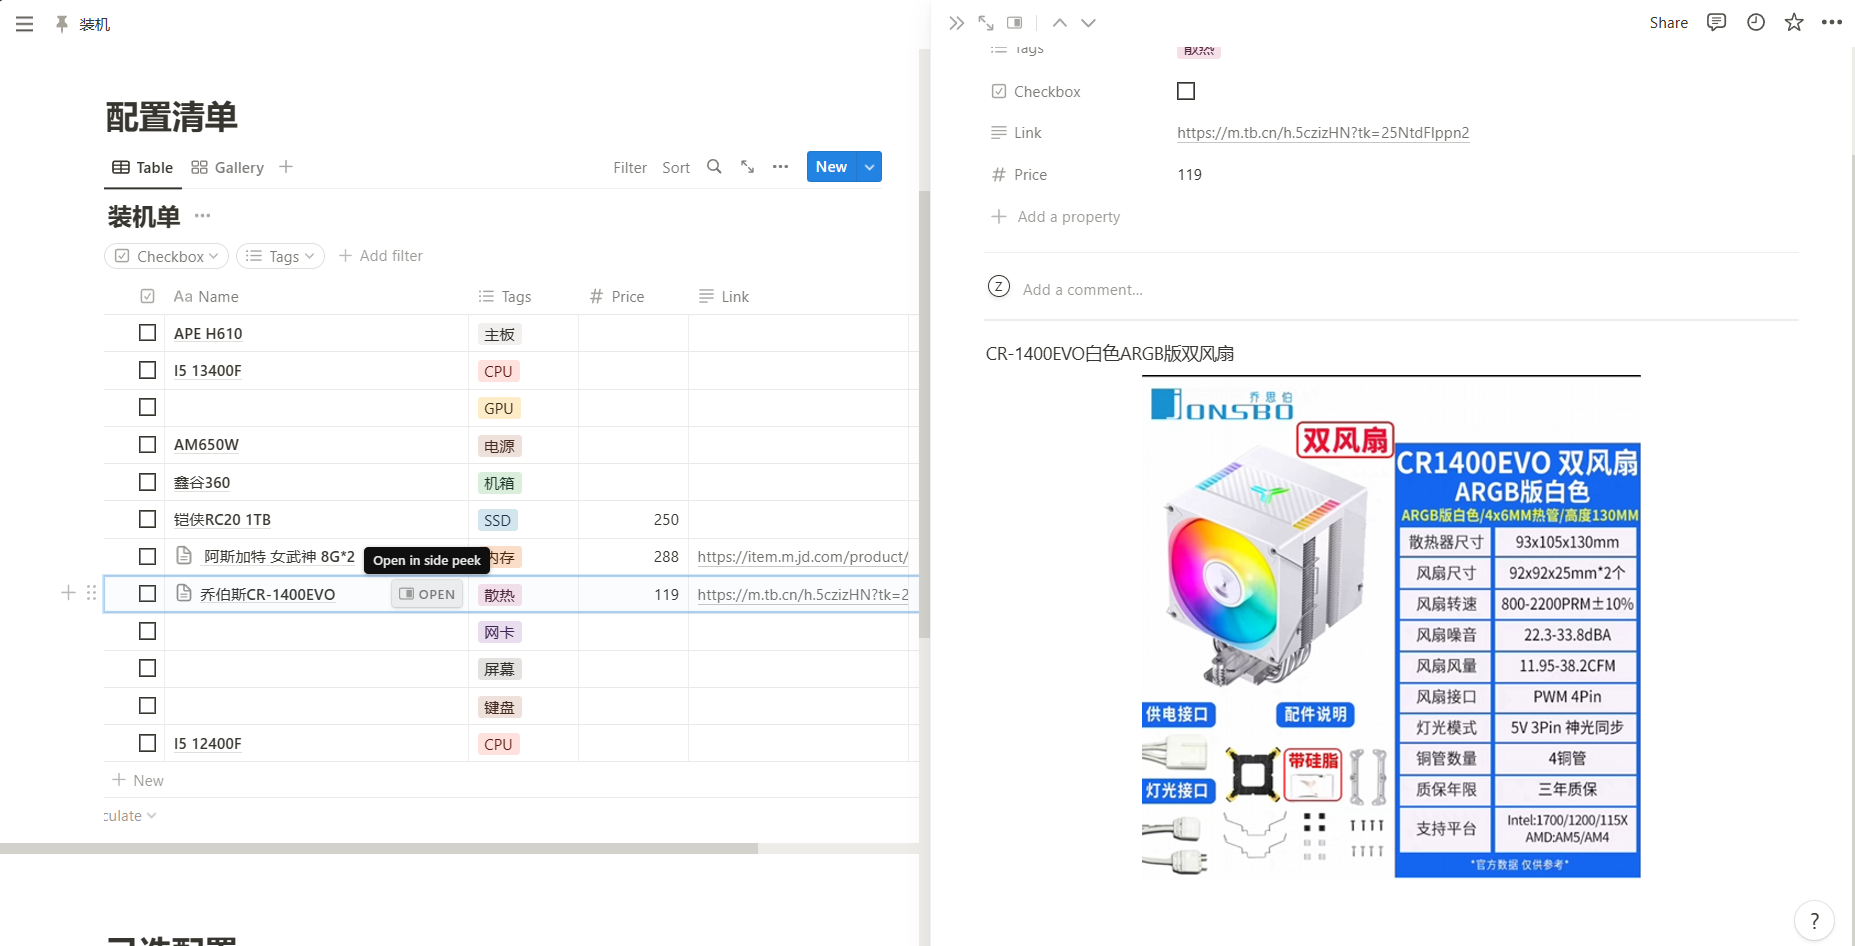 装机
配置清单
Table
Gallery
Filter
Sort
New
装机单
Checkbox
Tags
Add filter
Aa Name
Tags
Price
Link
APE H610
主板
I5 13400F
CPU
GPU
AM650W
电源
鑫谷360
机箱
铠侠RC20 1TB
SSD
250
阿斯加特 女武神 8G*2
Open in side peek
内存
288
https://item.m.jd.com/product/
乔伯斯CR-1400EVO
OPEN
散热
119
https://m.tb.cn/h.5czizHN?tk=2
网卡
屏幕
键盘
I5 12400F
CPU
New
culate
已选配置
Share
Tags
散热
Checkbox
Link
https://m.tb.cn/h.5czizHN?tk=25NtdFIppn2
Price
119
Add a property
Z
Add a comment...
CR-1400EVO白色ARGB版双风扇
乔思伯
JONSBO
双风扇
CR1400EVO 双风扇
ARGB版白色
ARGB版白色/4x6MM热管/高度130MM
散热器尺寸 93x105x130mm
风扇尺寸 92x92x25mm*2个
风扇转速 800-2200PRM±10%
风扇噪音 22.3-33.8dBA
风扇风量 11.95-38.2CFM
风扇接口 PWM 4Pin
灯光模式 5V 3Pin 神光同步
铜管数量 4铜管
质保年限 三年质保
支持平台 Intel:1700/1200/115X
AMD:AM5/AM4
*官方数据 仅供参考*
供电接口
配件说明
带硅脂
灯光接口
?